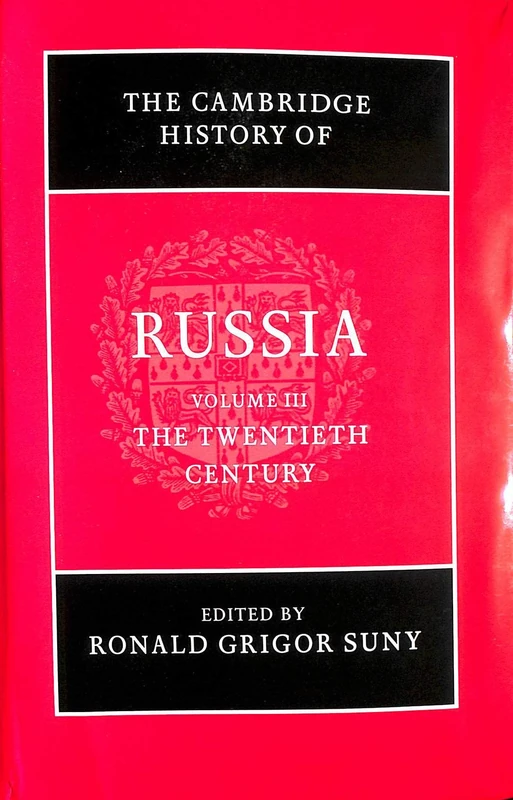 THE CAMBRIDGE
HISTORY OF
RUSSIA
VOLUME III
THE TWENTIETH
CENTURY
EDITED BY
RONALD GRIGOR SUNY